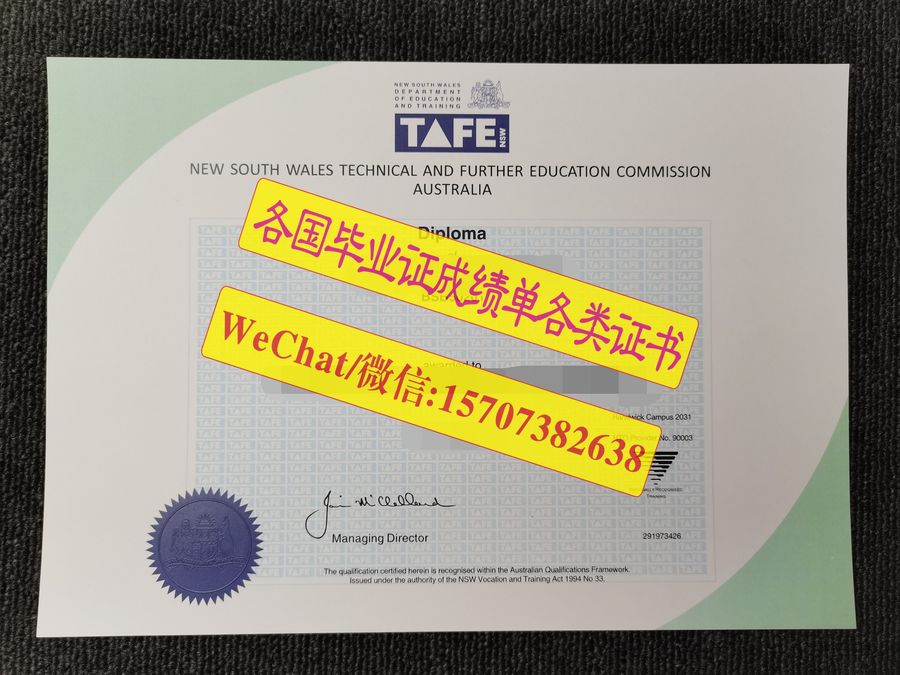 NEW SOUTH WALES
DEPARTMENT
OF EDUCATION
AND TRAINING
TAFE NSW
NEW SOUTH WALES TECHNICAL AND FURTHER EDUCATION COMMISSION
AUSTRALIA
Diploma
各国毕业证成绩单各类证书
awarded to
WeChat/微信:15707382638
Campus 2031
No. 90003
TRAINING
Managing Director
291973426
The qualification certified herein is recognised within the Australian Qualifications Framework.
Issued under the authority of the NSW Vocation and Training Act 1994 No 33.